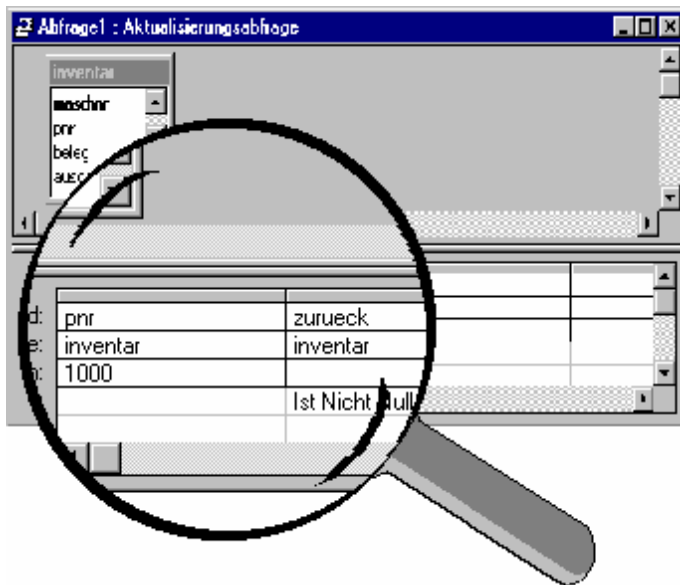 Abfrage1 : Aktualisierungsabfrage
inventar
maschnr
pnr
beleg
d: pnr zurueck
e: inventar inventar
1000
Ist Nicht Null